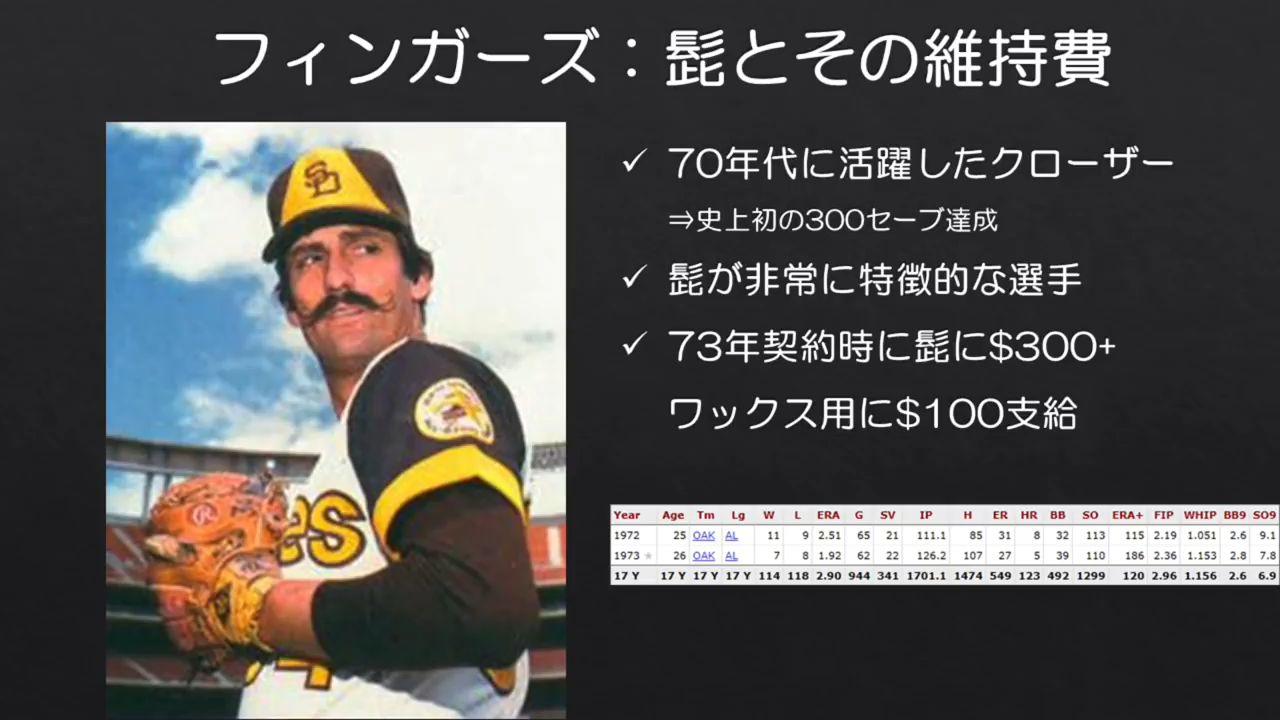 フィンガーズ：髭とその維持費
✓ 70年代に活躍したクローザー
⇒史上初の300セーブ達成
✓ 髭が非常に特徴的な選手
✓ 73年契約時に髭に$300+
ワックス用に$100支給
SD
R
es
Year Age Tm Lg W L ERA G SV IP H ER HR BB SO ERA+ FIP WHIP BB9 SO9
1972 25 OAK AL 11 9 2.51 65 21 111.1 85 31 8 32 113 115 2.19 1.051 2.6 9.1
1973 ★ 26 OAK AL 7 8 1.92 62 22 126.2 107 27 5 39 110 186 2.36 1.153 2.8 7.8
17 Y 17 Y 17 Y 17 Y 114 118 2.90 944 341 1701.1 1474 549 123 492 1299 120 2.96 1.156 2.6 6.9